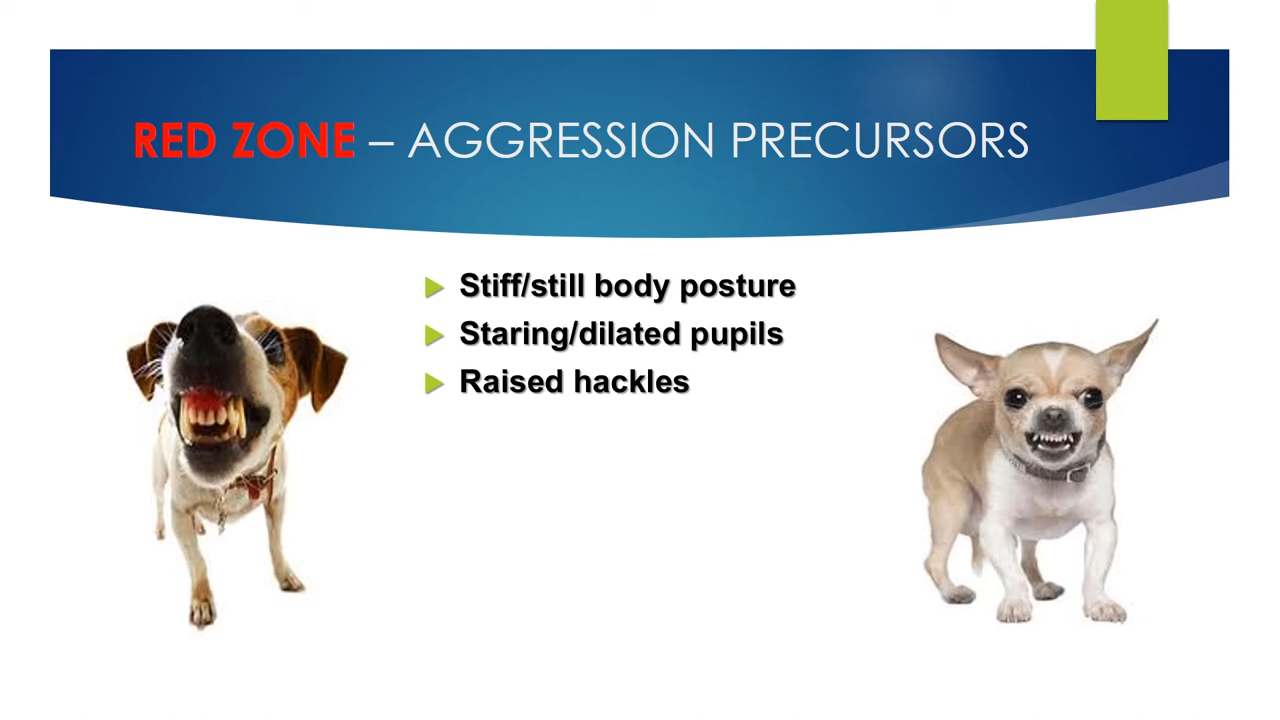 RED ZONE – AGGRESSION PRECURSORS
Stiff/still body posture
Staring/dilated pupils
Raised hackles